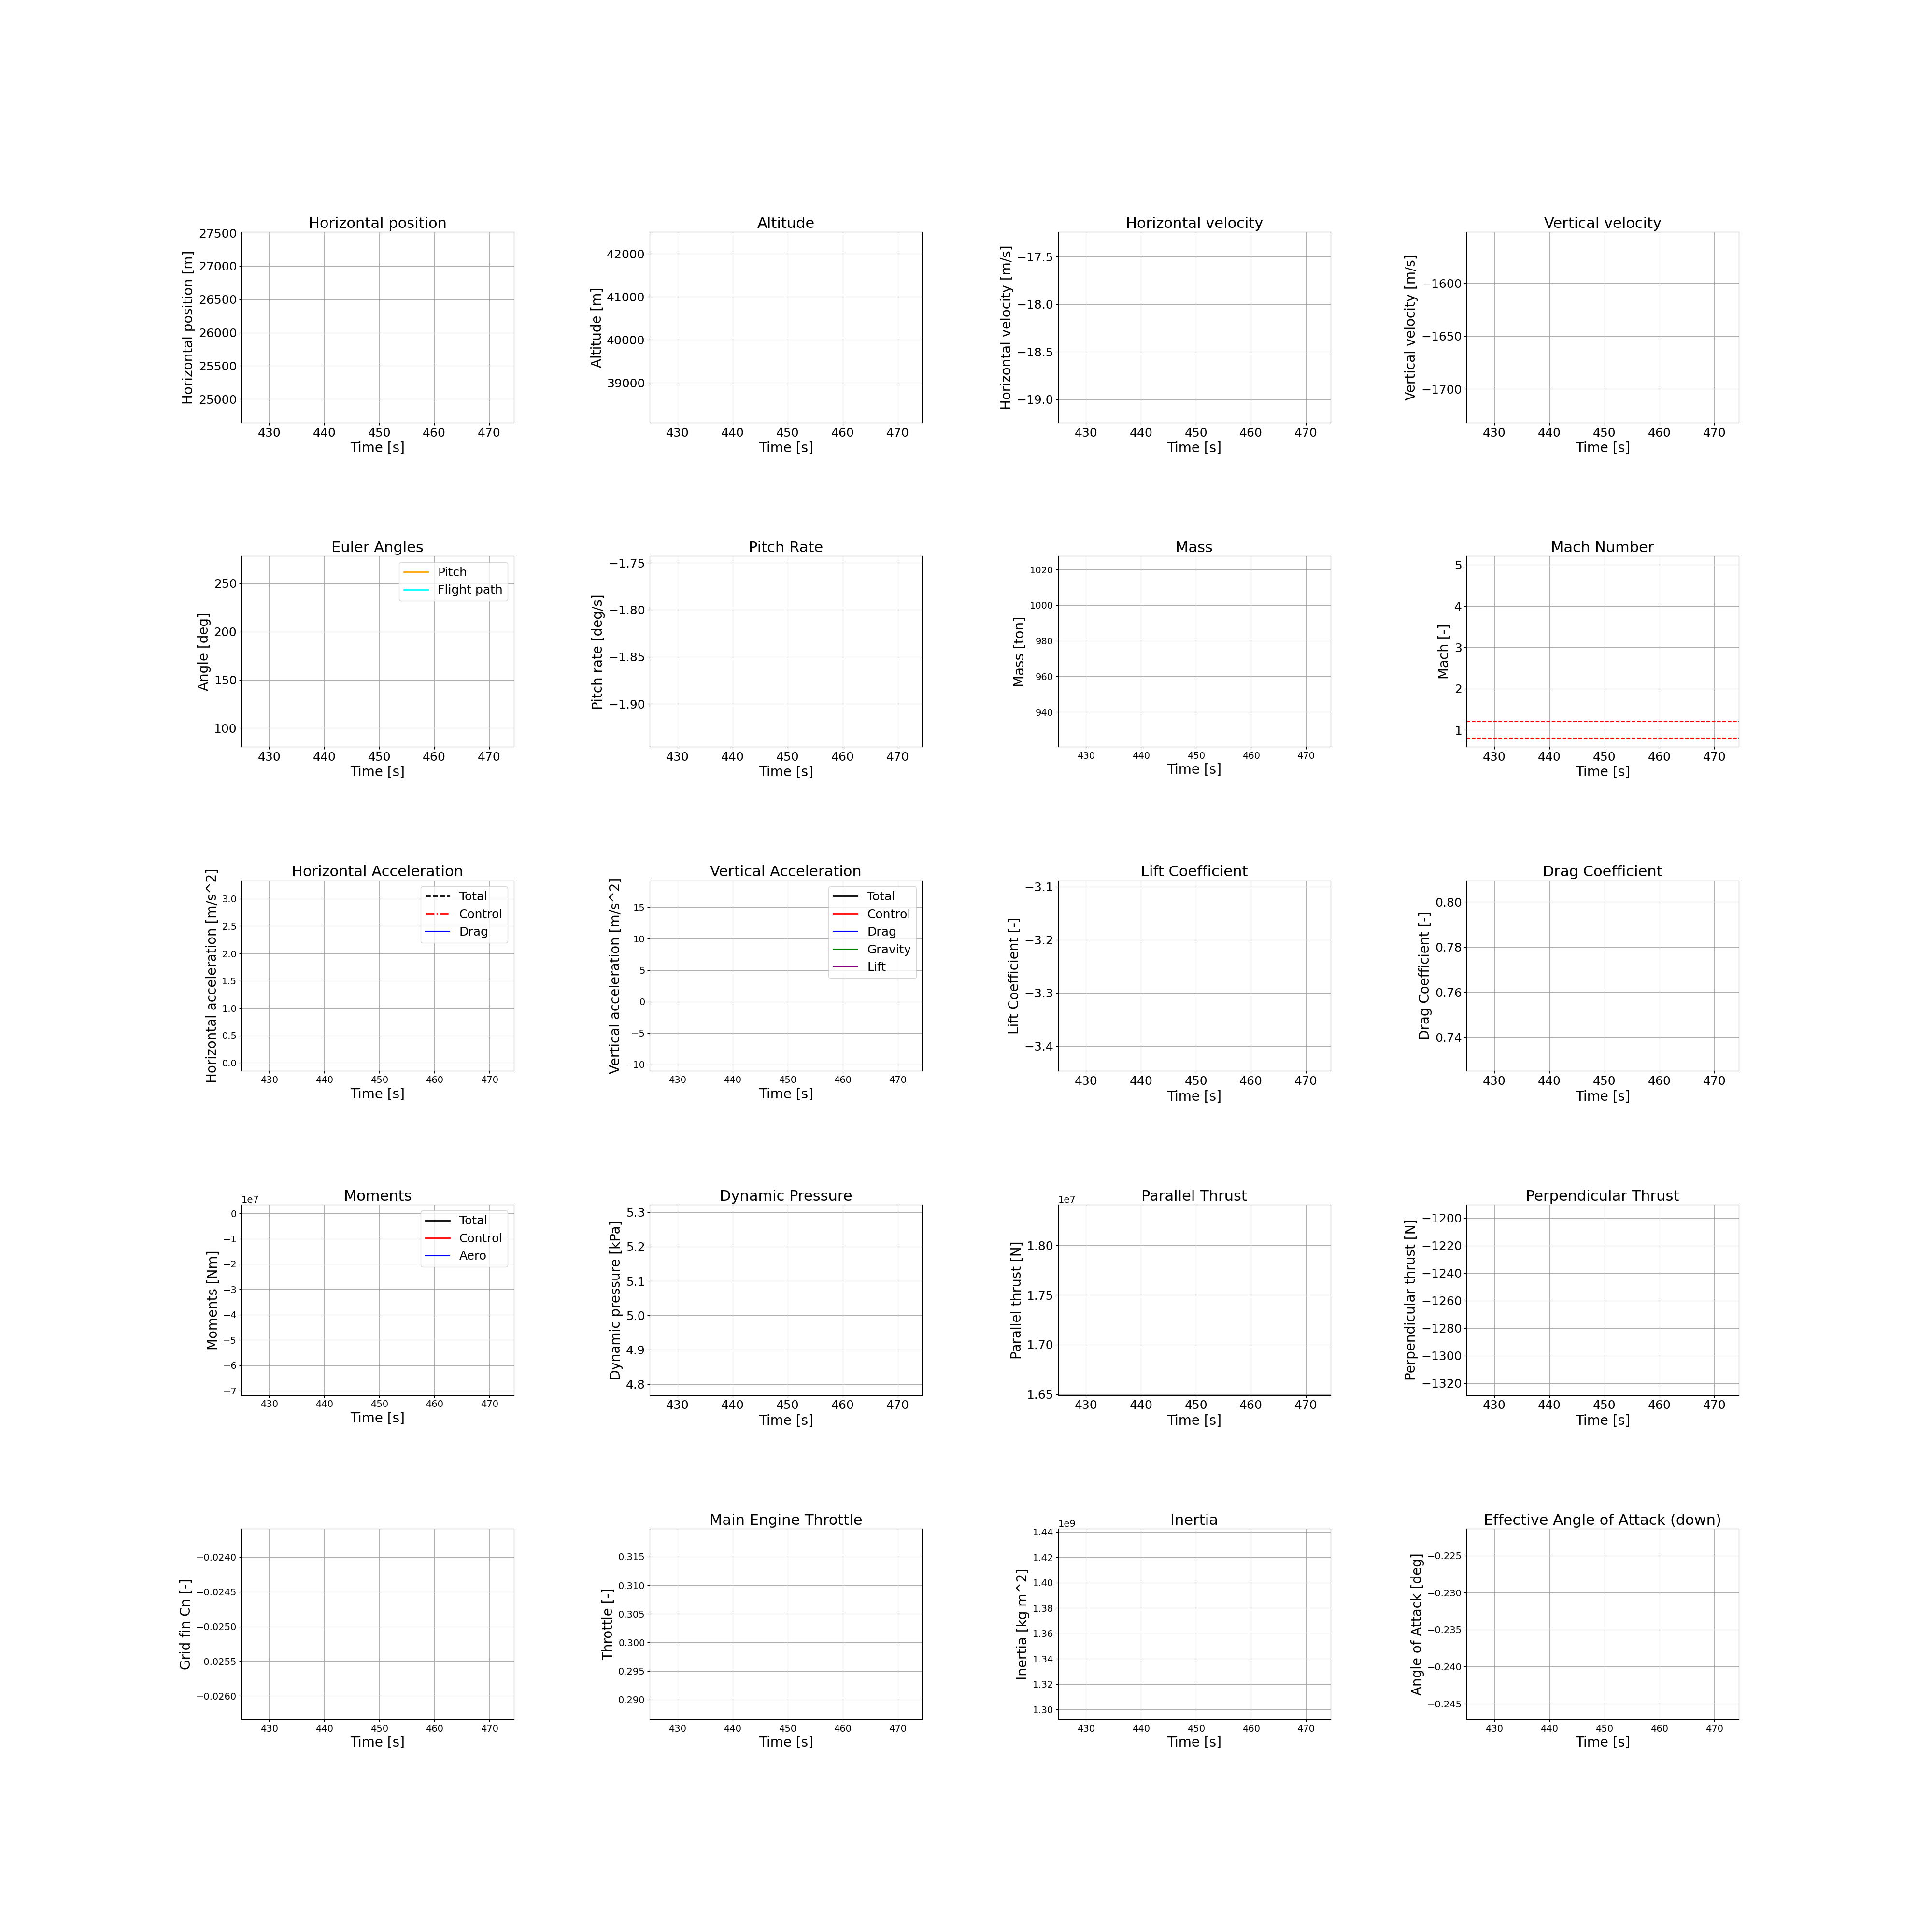 Horizontal position
Horizontal position [m]
27500
27000
26500
26000
25500
25000
430 440 450 460 470
Time [s]
Altitude
Altitude [m]
42000
41000
40000
39000
430 440 450 460 470
Time [s]
Horizontal velocity
Horizontal velocity [m/s]
−17.5
−18.0
−18.5
−19.0
430 440 450 460 470
Time [s]
Vertical velocity
Vertical velocity [m/s]
−1600
−1650
−1700
430 440 450 460 470
Time [s]
Euler Angles
Angle [deg]
250
200
150
100
Pitch
Flight path
430 440 450 460 470
Time [s]
Pitch Rate
Pitch rate [deg/s]
−1.75
−1.80
−1.85
−1.90
430 440 450 460 470
Time [s]
Mass
Mass [ton]
1020
1000
980
960
940
430 440 450 460 470
Time [s]
Mach Number
Mach [-]
5
4
3
2
1
430 440 450 460 470
Time [s]
Horizontal Acceleration
Horizontal acceleration [m/s^2]
3.0
2.5
2.0
1.5
1.0
0.5
0.0
Total
Control
Drag
430 440 450 460 470
Time [s]
Vertical Acceleration
Vertical acceleration [m/s^2]
15
10
5
0
−5
−10
Total
Control
Drag
Gravity
Lift
430 440 450 460 470
Time [s]
Lift Coefficient
Lift Coefficient [-]
−3.1
−3.2
−3.3
−3.4
430 440 450 460 470
Time [s]
Drag Coefficient
Drag Coefficient [-]
0.80
0.78
0.76
0.74
430 440 450 460 470
Time [s]
Moments
1e7
Moments [Nm]
0
−1
−2
−3
−4
−5
−6
−7
Total
Control
Aero
430 440 450 460 470
Time [s]
Dynamic Pressure
Dynamic pressure [kPa]
5.3
5.2
5.1
5.0
4.9
4.8
430 440 450 460 470
Time [s]
Parallel Thrust
1e7
Parallel thrust [N]
1.80
1.75
1.70
1.65
430 440 450 460 470
Time [s]
Perpendicular Thrust
Perpendicular thrust [N]
−1200
−1220
−1240
−1260
−1280
−1300
−1320
430 440 450 460 470
Time [s]
Grid fin Cn [-]
−0.0240
−0.0245
−0.0250
−0.0255
−0.0260
430 440 450 460 470
Time [s]
Main Engine Throttle
Throttle [-]
0.315
0.310
0.305
0.300
0.295
0.290
430 440 450 460 470
Time [s]
Inertia
1e9
Inertia [kg m^2]
1.44
1.42
1.40
1.38
1.36
1.34
1.32
1.30
430 440 450 460 470
Time [s]
Effective Angle of Attack (down)
Angle of Attack [deg]
−0.225
−0.230
−0.235
−0.240
−0.245
430 440 450 460 470
Time [s]